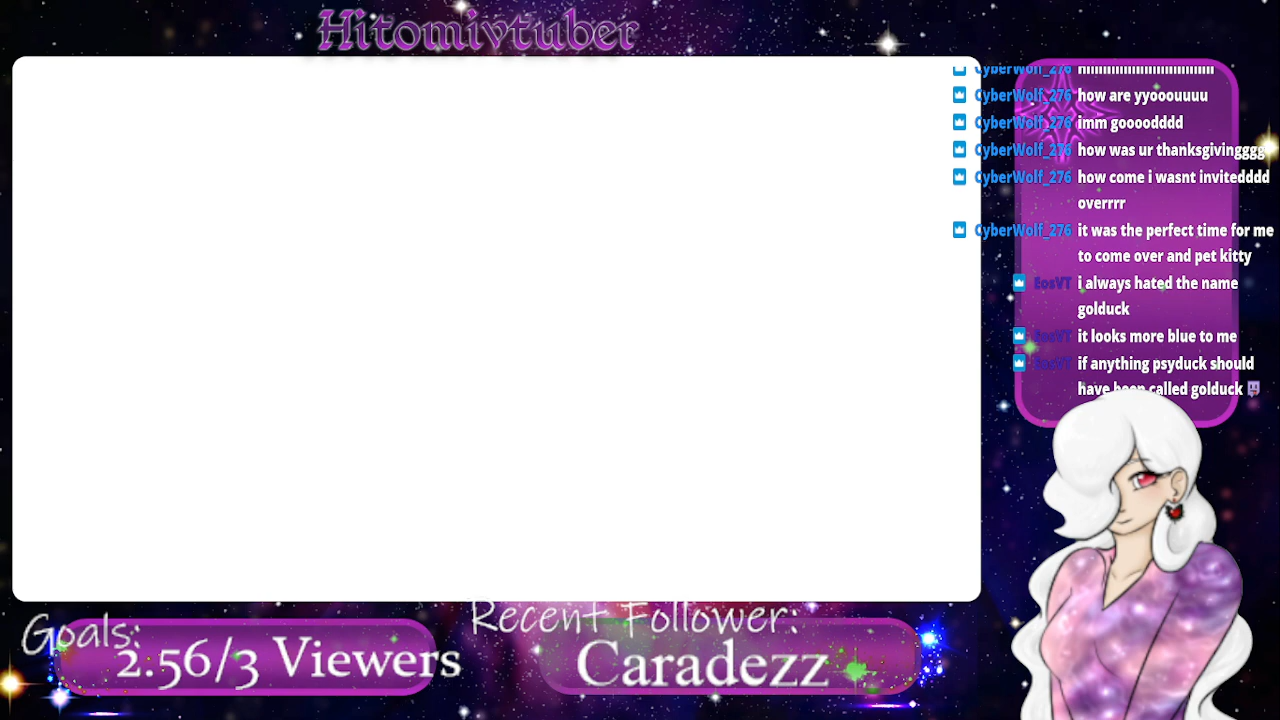 Hitomivtuber
CyberWolf_276
CyberWolf_276 how are yyooouuuu
CyberWolf_276 imm goooodddd
CyberWolf_276 how was ur thanksgivingggg
CyberWolf_276 how come i wasnt invitedddd
overrrr
CyberWolf_276 it was the perfect time for me
to come over and pet kitty
EosVT i always hated the name
golduck
EosVT it looks more blue to me
EosVT if anything psyduck should
have been called golduck
Goals:
2.56/3 Viewers
Recent Follower:
Caradezz